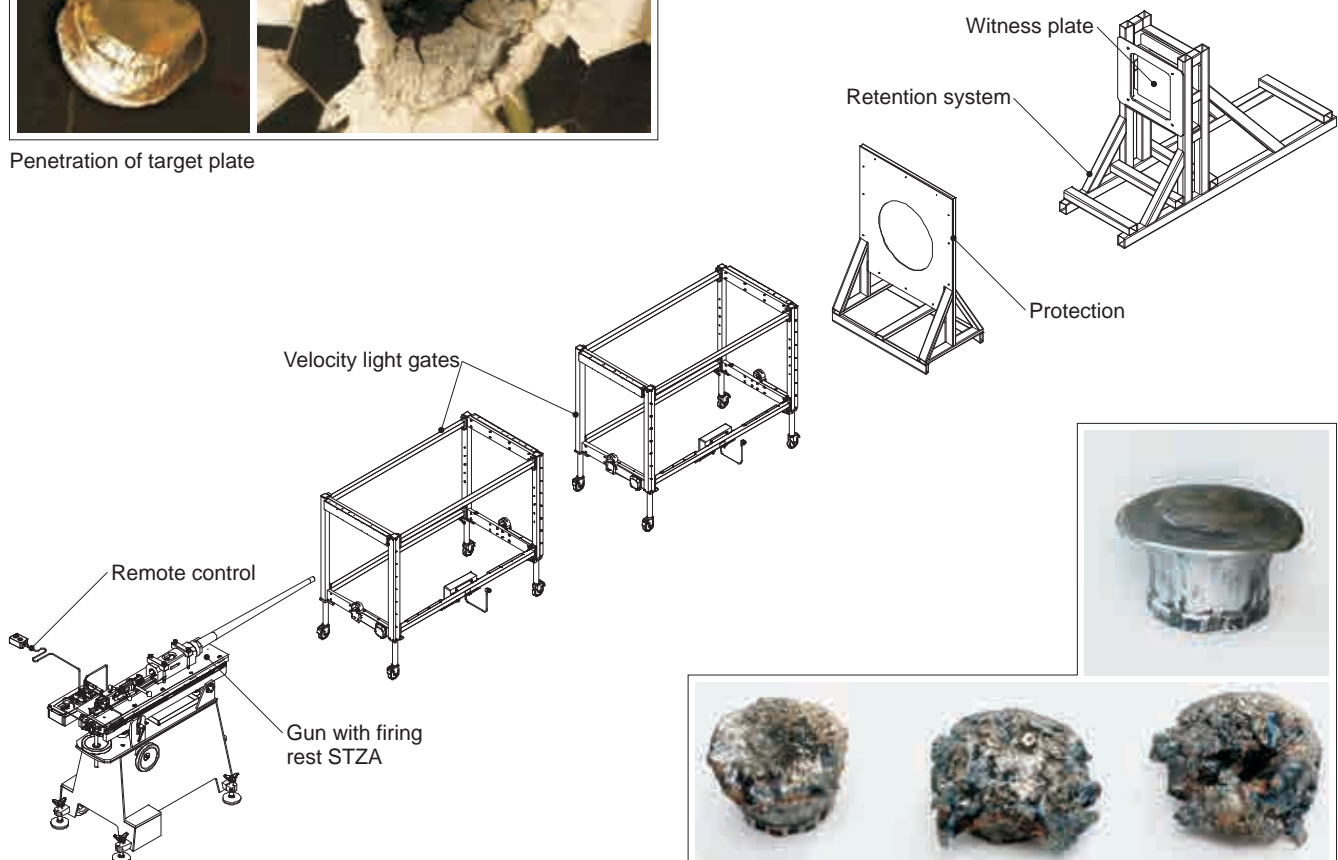 Witness plate
Retention system
Penetration of target plate
Protection
Velocity light gates
Remote control
Gun with firing
rest STZA